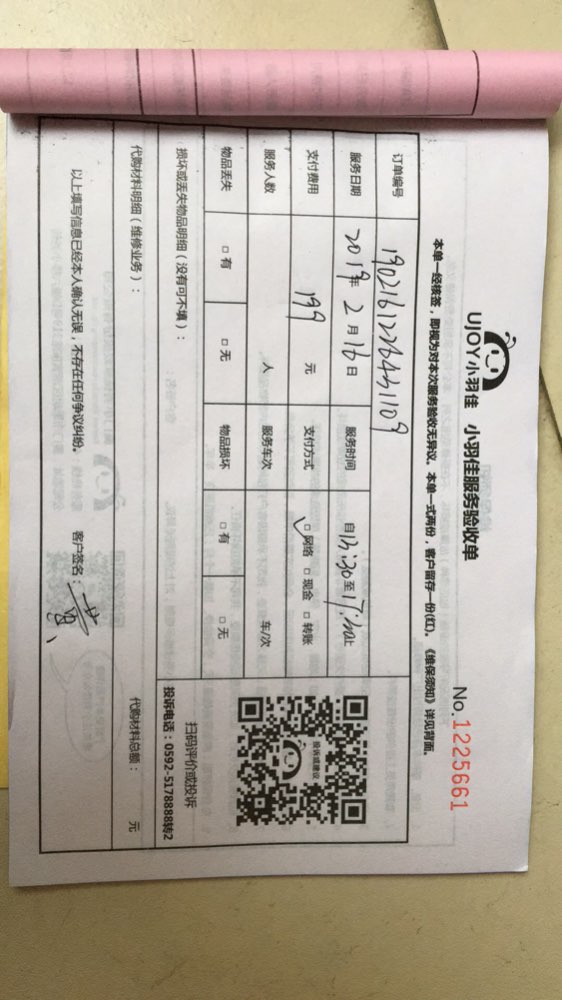 UJOY小羽佳 小羽佳服务验收单
No.1225661
本单一经核签，即视为对本次服务验收无异议。本单一式两份，客户留存一份(红)。《维保须知》详见背面。
订单编号 1902161226431109
服务日期 2019年 2月16日 服务时间 自13:30至17:30止
支付费用 199 元 支付方式 □网络 □现金 □转账
服务人数 人 服务车次 车/次
物品丢失 □有 □无 物品损坏 □有 □无
投诉或建议
扫码评价或投诉
投诉电话：0592-5178888转2
损坏或丢失物品明细（没有可不填）：
代购材料明细（维修业务）： 代购材料总额： 元
以上填写信息已经本人确认无误，不存在任何争议纠纷。 客户签名：